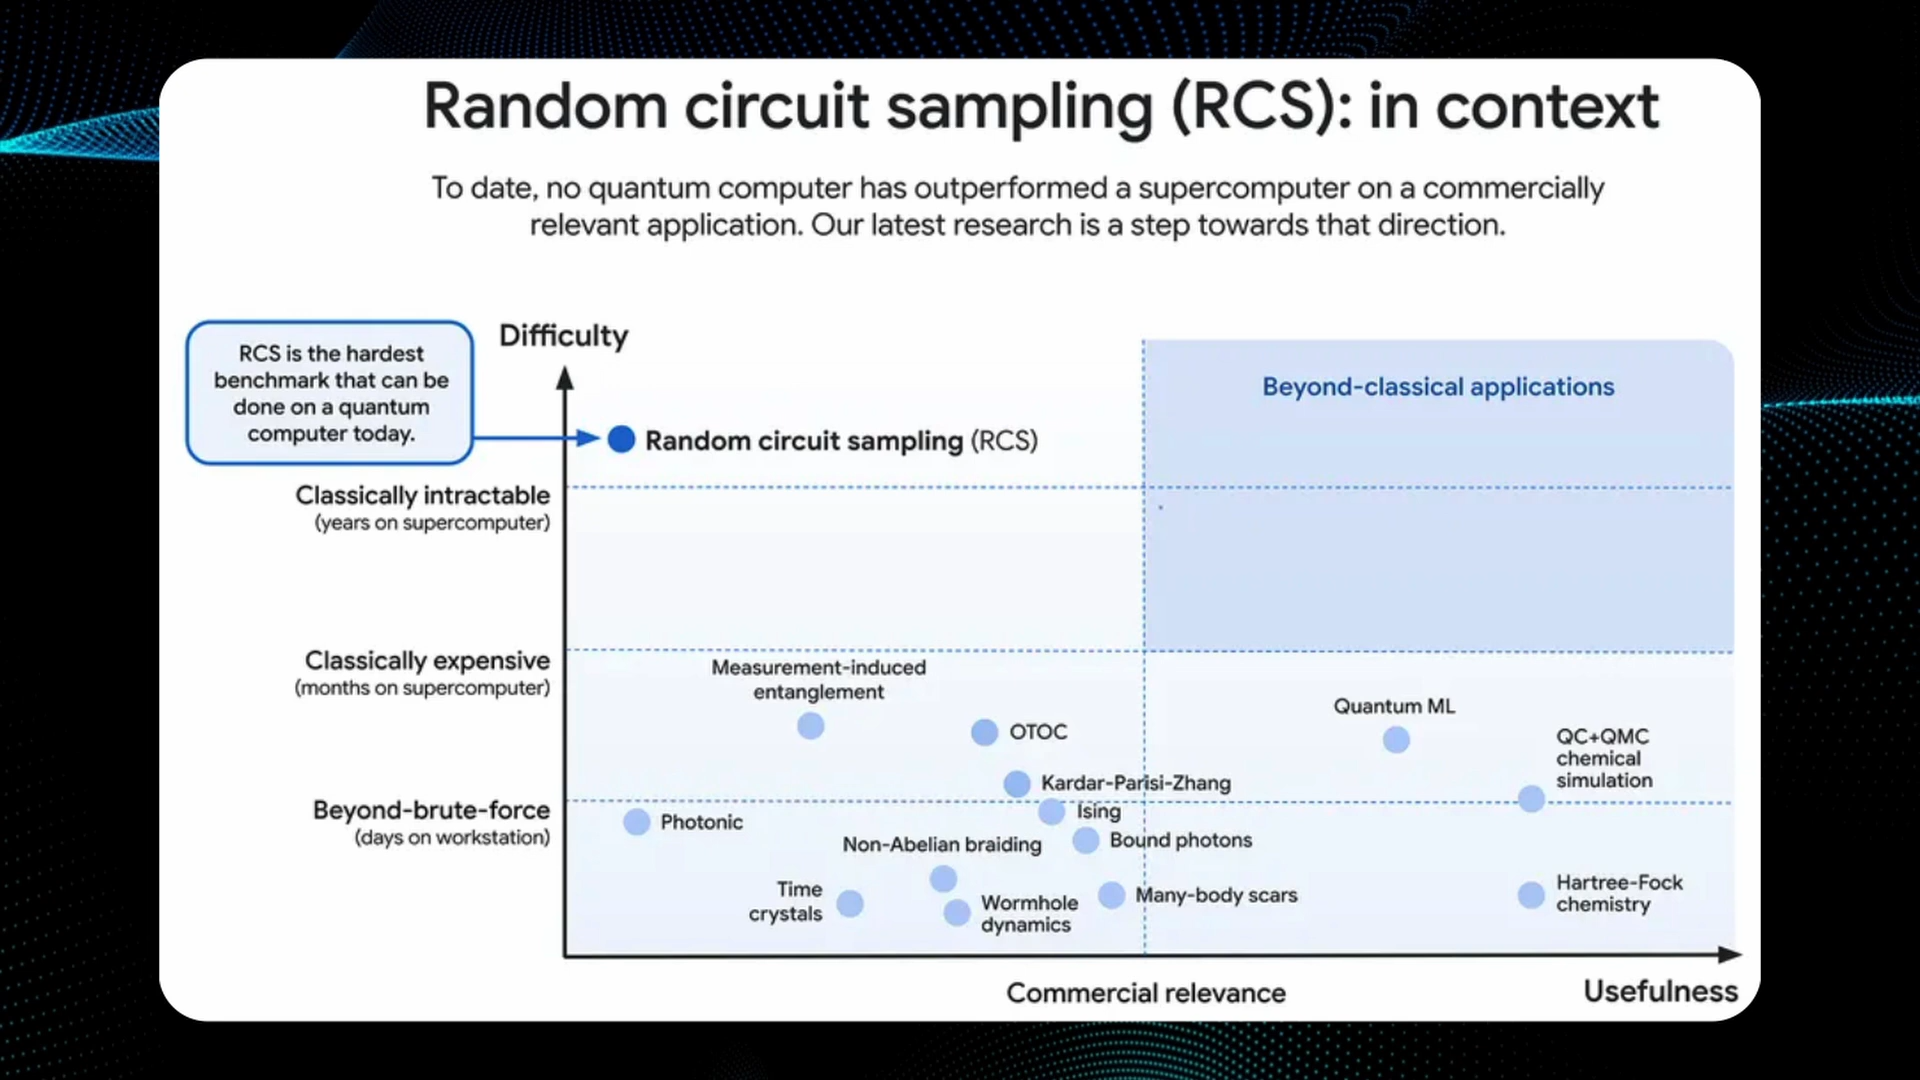 Random circuit sampling (RCS): in context
To date, no quantum computer has outperformed a supercomputer on a commercially
relevant application. Our latest research is a step towards that direction.
RCS is the hardest
benchmark that can be
done on a quantum
computer today.
Difficulty
Beyond-classical applications
Random circuit sampling (RCS)
Classically intractable
(years on supercomputer)
Classically expensive
(months on supercomputer)
Measurement-induced
entanglement
OTOC
Quantum ML
QC+QMC
chemical
simulation
Kardar-Parisi-Zhang
Beyond-brute-force
(days on workstation)
Photonic
Ising
Non-Abelian braiding
Bound photons
Time
crystals
Wormhole
dynamics
Many-body scars
Hartree-Fock
chemistry
Commercial relevance
Usefulness